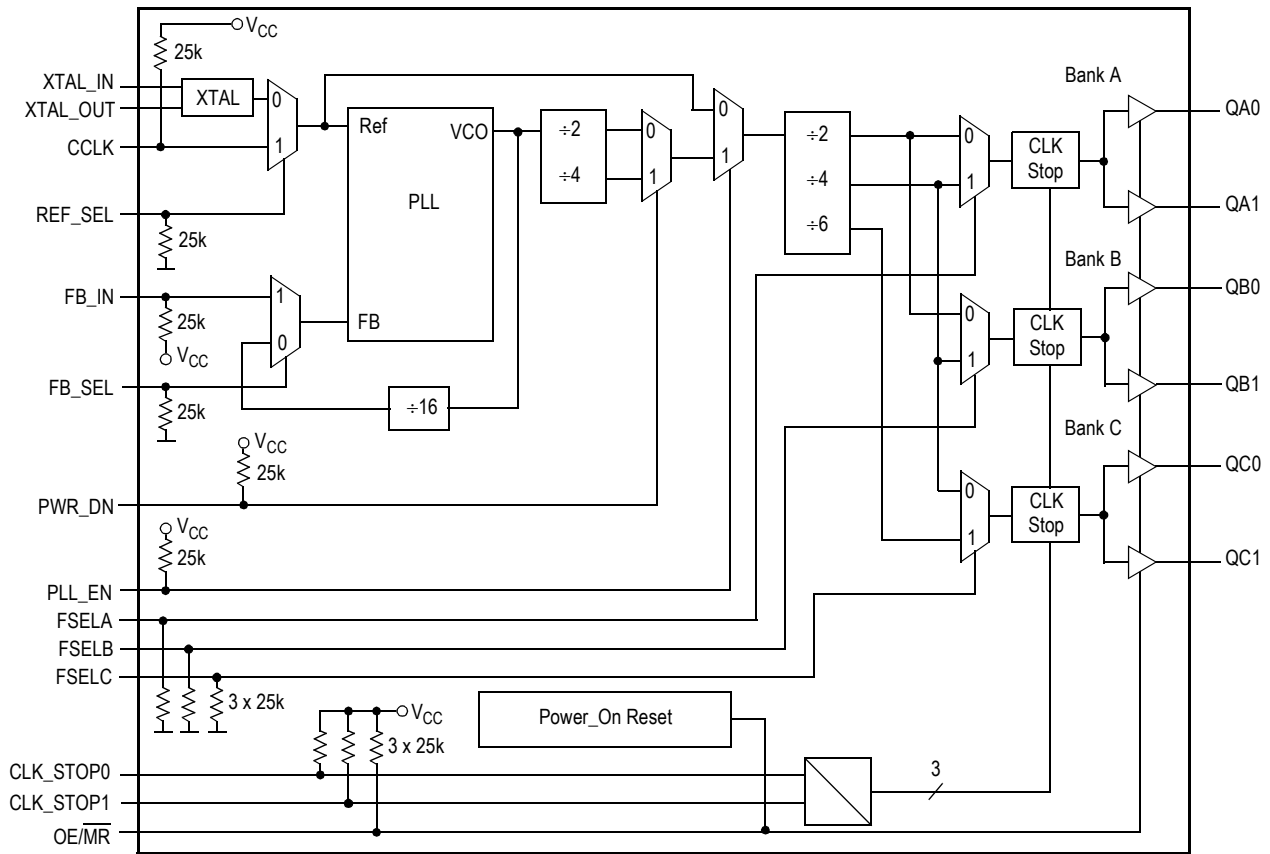 VCC
25k
XTAL_IN
XTAL_OUT
CCLK
XTAL
0
1
REF_SEL
25k
Ref
VCO
PLL
FB
÷2
÷4
0
1
0
1
÷2
÷4
÷6
Bank A
0
1
CLK
Stop
QA0
QA1
FB_IN
25k
VCC
1
0
FB_SEL
25k
÷16
Bank B
0
1
CLK
Stop
QB0
QB1
VCC
25k
PWR_DN
Bank C
0
1
CLK
Stop
QC0
QC1
VCC
25k
PLL_EN
FSELA
FSELB
FSELC
3 x 25k
VCC
3 x 25k
Power_On Reset
CLK_STOP0
CLK_STOP1
3
OE/M̅R̅